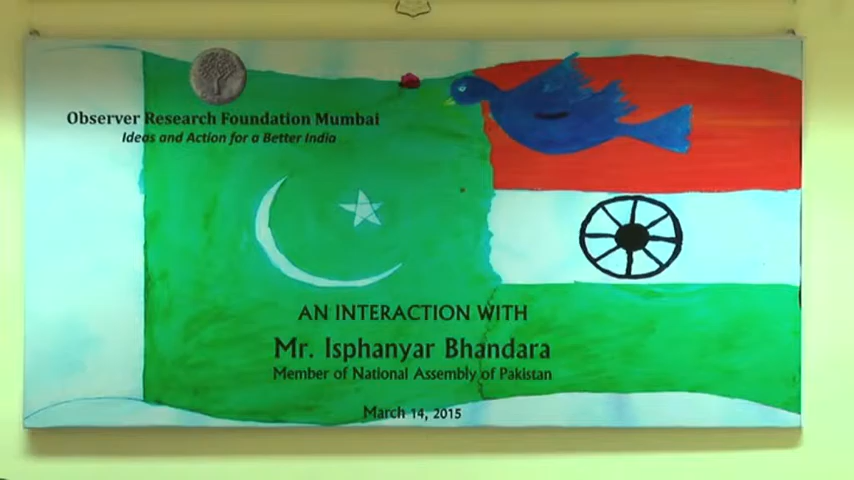 Observer Research Foundation Mumbai
Ideas and Action for a Better India
AN INTERACTION WITH
Mr. Isphanyar Bhandara
Member of National Assembly of Pakistan
March 14, 2015